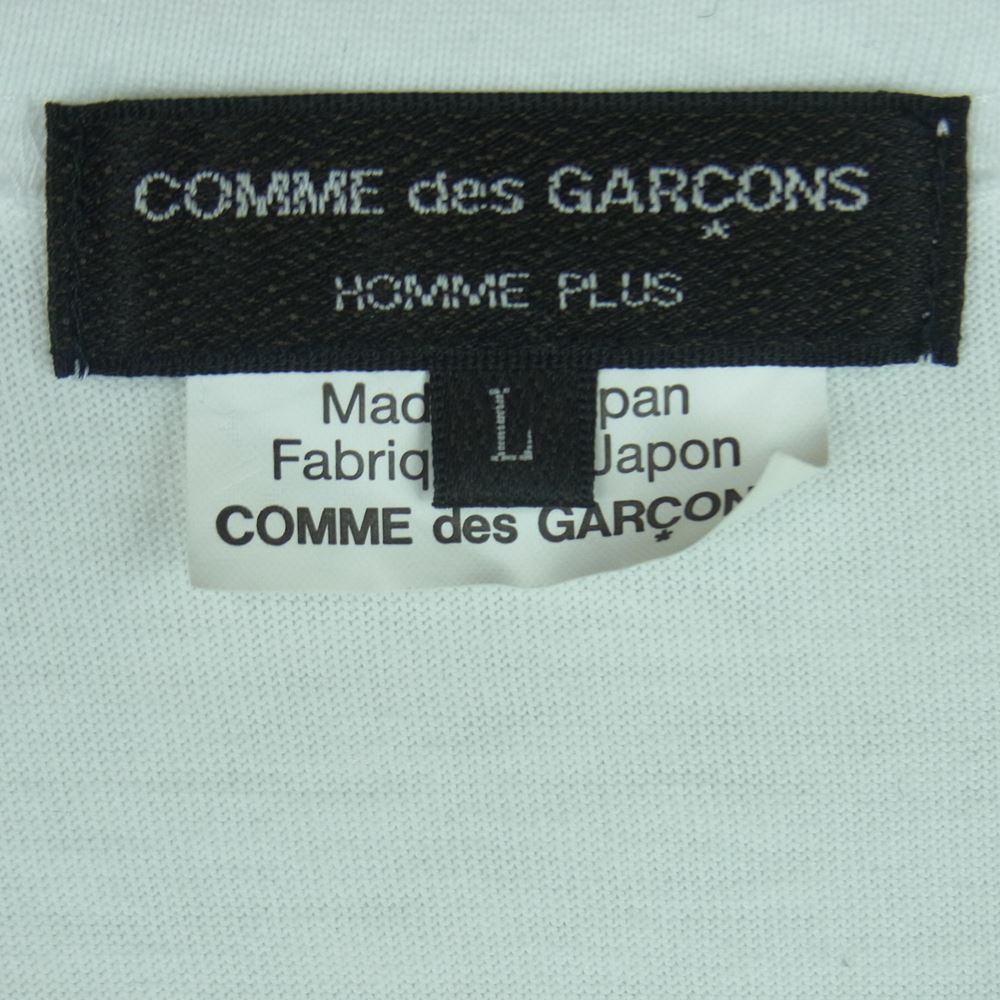 COMME des GARÇONS
HOMME PLUS
L
Mad pan
Fabriq Japon
COMME des GARÇON